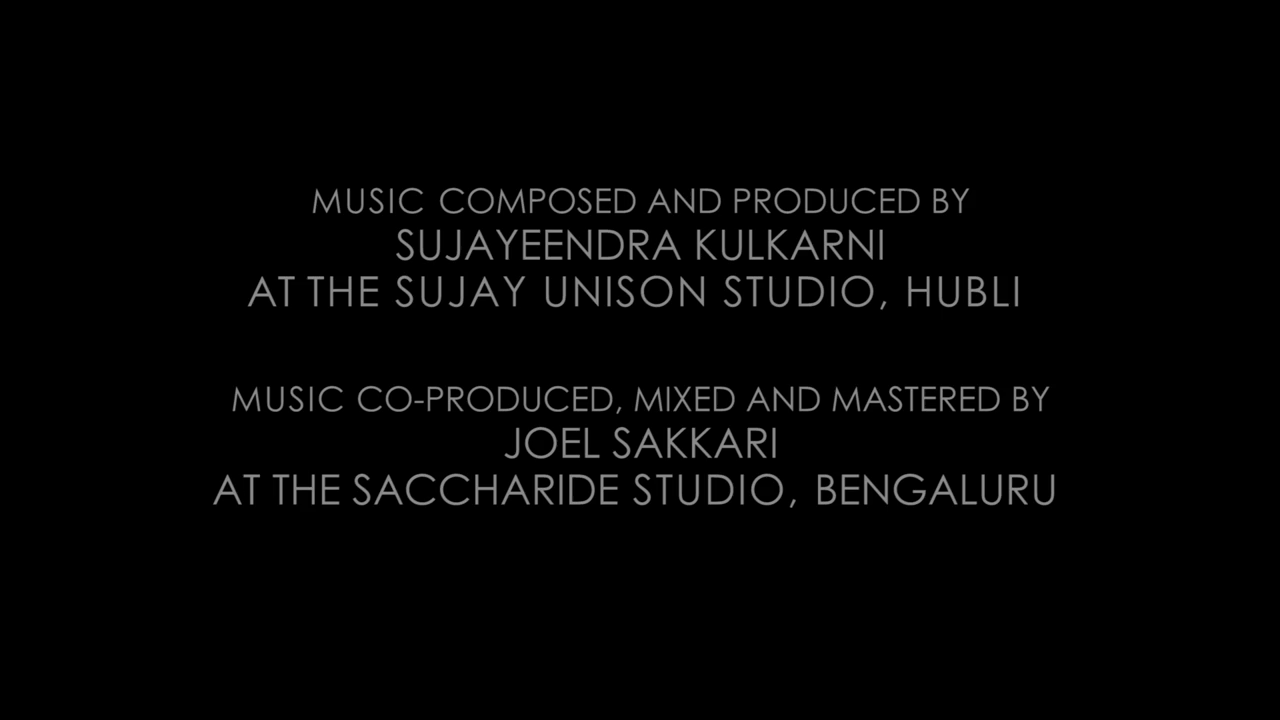 MUSIC COMPOSED AND PRODUCED BY
SUJAYEENDRA KULKARNI
AT THE SUJAY UNISON STUDIO, HUBLI
MUSIC CO-PRODUCED, MIXED AND MASTERED BY
JOEL SAKKARI
AT THE SACCHARIDE STUDIO, BENGALURU